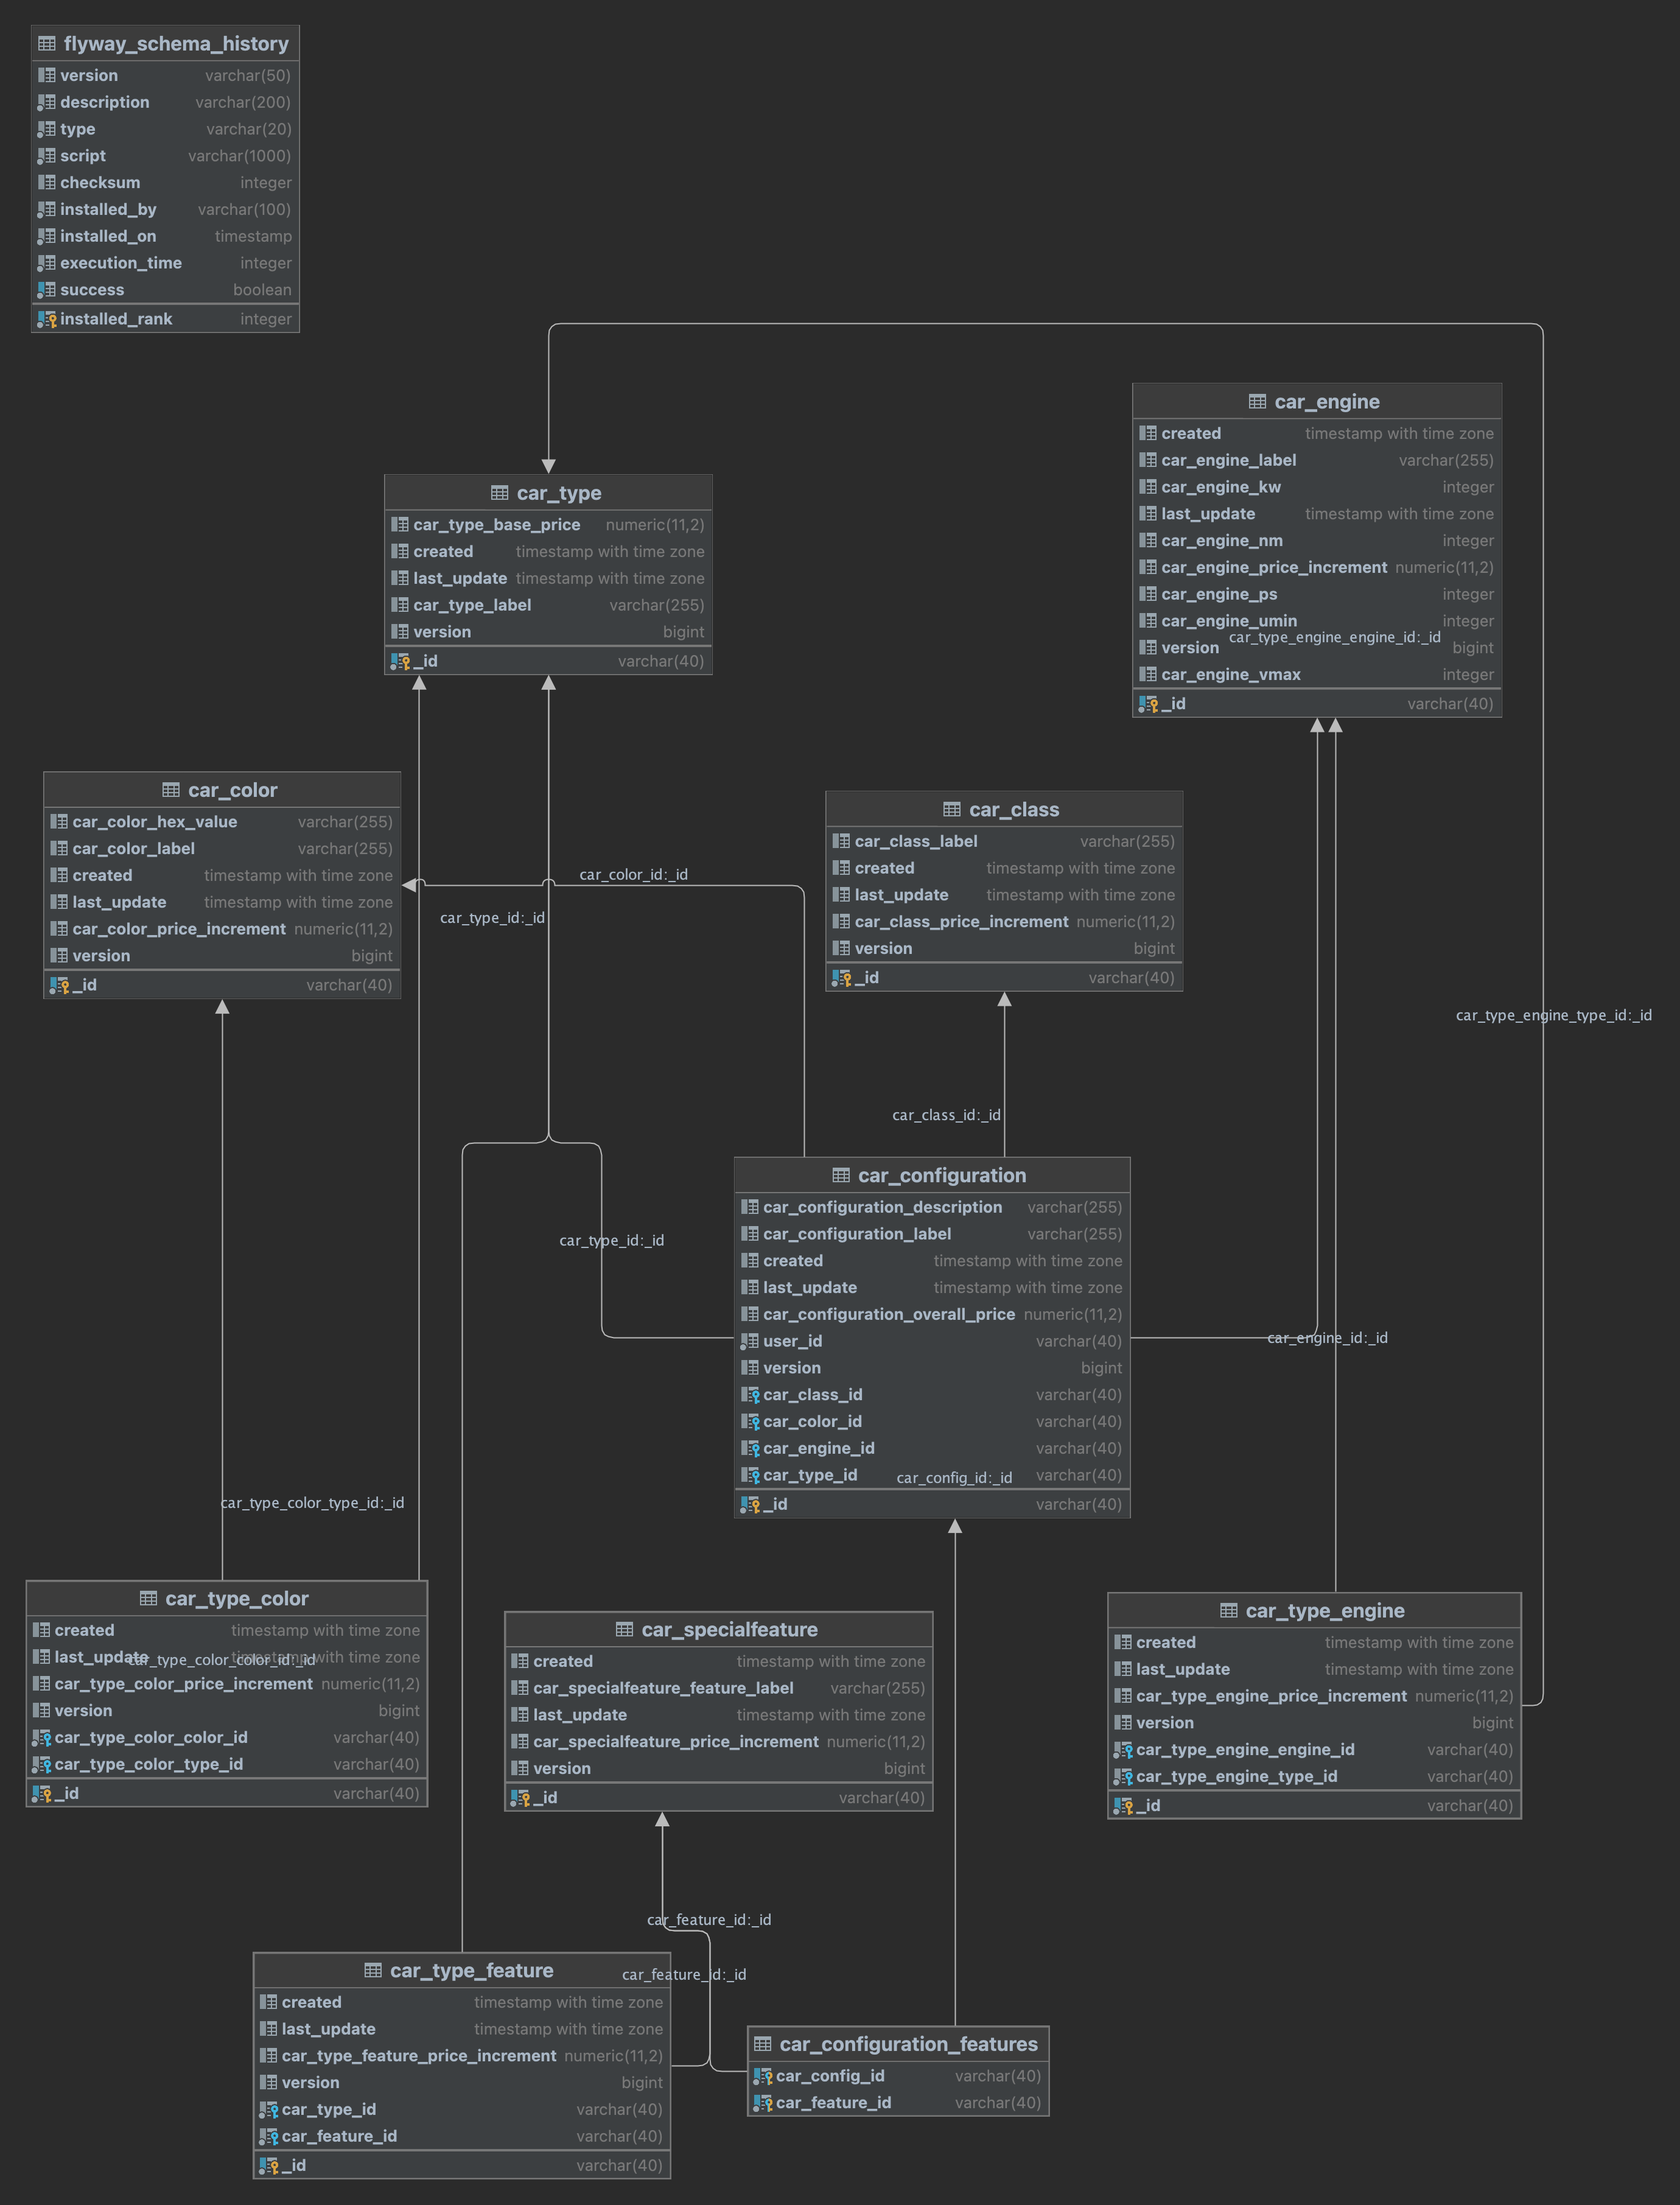 flyway_schema_history
version varchar(50)
description varchar(200)
type varchar(20)
script varchar(1000)
checksum integer
installed_by varchar(100)
installed_on timestamp
execution_time integer
success boolean
installed_rank integer
car_engine
created timestamp with time zone
car_engine_label varchar(255)
car_engine_kw integer
last_update timestamp with time zone
car_engine_nm integer
car_engine_price_increment numeric(11,2)
car_engine_ps integer
car_engine_umin integer
car_type_engine_engine_id:_id
version bigint
car_engine_vmax integer
_id varchar(40)
car_type
car_type_base_price numeric(11,2)
created timestamp with time zone
last_update timestamp with time zone
car_type_label varchar(255)
version bigint
_id varchar(40)
car_color
car_color_hex_value varchar(255)
car_color_label varchar(255)
created timestamp with time zone
last_update timestamp with time zone
car_color_price_increment numeric(11,2)
version bigint
_id varchar(40)
car_color_id:_id
car_type_id:_id
car_class
car_class_label varchar(255)
created timestamp with time zone
last_update timestamp with time zone
car_class_price_increment numeric(11,2)
version bigint
_id varchar(40)
car_type_engine_type_id:_id
car_class_id:_id
car_type_id:_id
car_configuration
car_configuration_description varchar(255)
car_configuration_label varchar(255)
created timestamp with time zone
last_update timestamp with time zone
car_configuration_overall_price numeric(11,2)
user_id varchar(40)
version bigint
car_class_id varchar(40)
car_color_id varchar(40)
car_engine_id varchar(40)
car_type_id varchar(40)
car_config_id:_id
_id varchar(40)
car_engine_id:_id
car_type_color_type_id:_id
car_type_color
created timestamp with time zone
last_update timestamp with time zone
car_type_color_color_id:_id
car_type_color_price_increment numeric(11,2)
version bigint
car_type_color_color_id varchar(40)
car_type_color_type_id varchar(40)
_id varchar(40)
car_specialfeature
created timestamp with time zone
car_specialfeature_feature_label varchar(255)
last_update timestamp with time zone
car_specialfeature_price_increment numeric(11,2)
version bigint
_id varchar(40)
car_type_engine
created timestamp with time zone
last_update timestamp with time zone
car_type_engine_price_increment numeric(11,2)
version bigint
car_type_engine_engine_id varchar(40)
car_type_engine_type_id varchar(40)
_id varchar(40)
car_feature_id:_id
car_feature_id:_id
car_type_feature
created timestamp with time zone
last_update timestamp with time zone
car_type_feature_price_increment numeric(11,2)
version bigint
car_type_id varchar(40)
car_feature_id varchar(40)
_id varchar(40)
car_configuration_features
car_config_id varchar(40)
car_feature_id varchar(40)